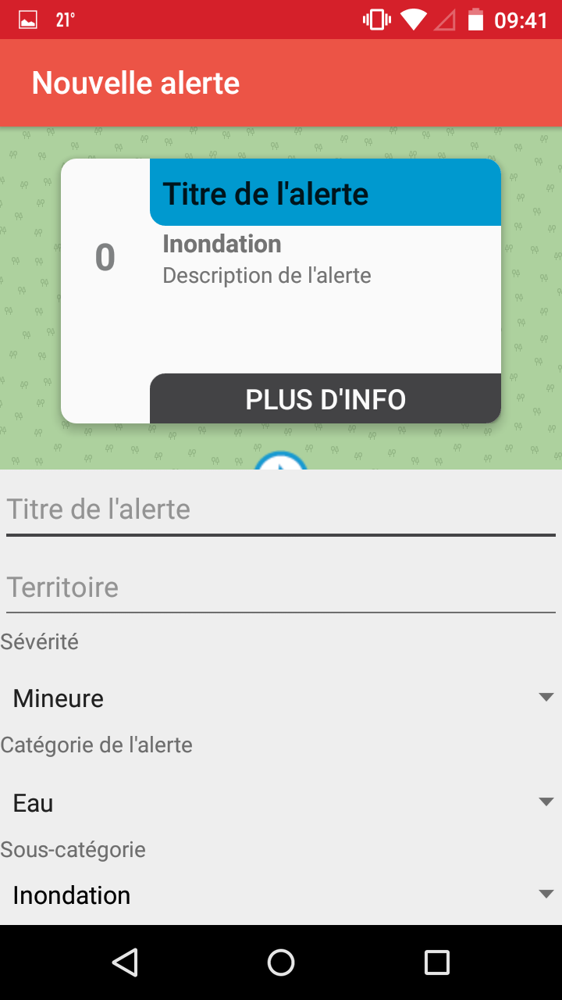 21°
09:41
Nouvelle alerte
Titre de l'alerte
0
Inondation
Description de l'alerte
PLUS D'INFO
Titre de l'alerte
Territoire
Sévérité
Mineure
Catégorie de l'alerte
Eau
Sous-catégorie
Inondation